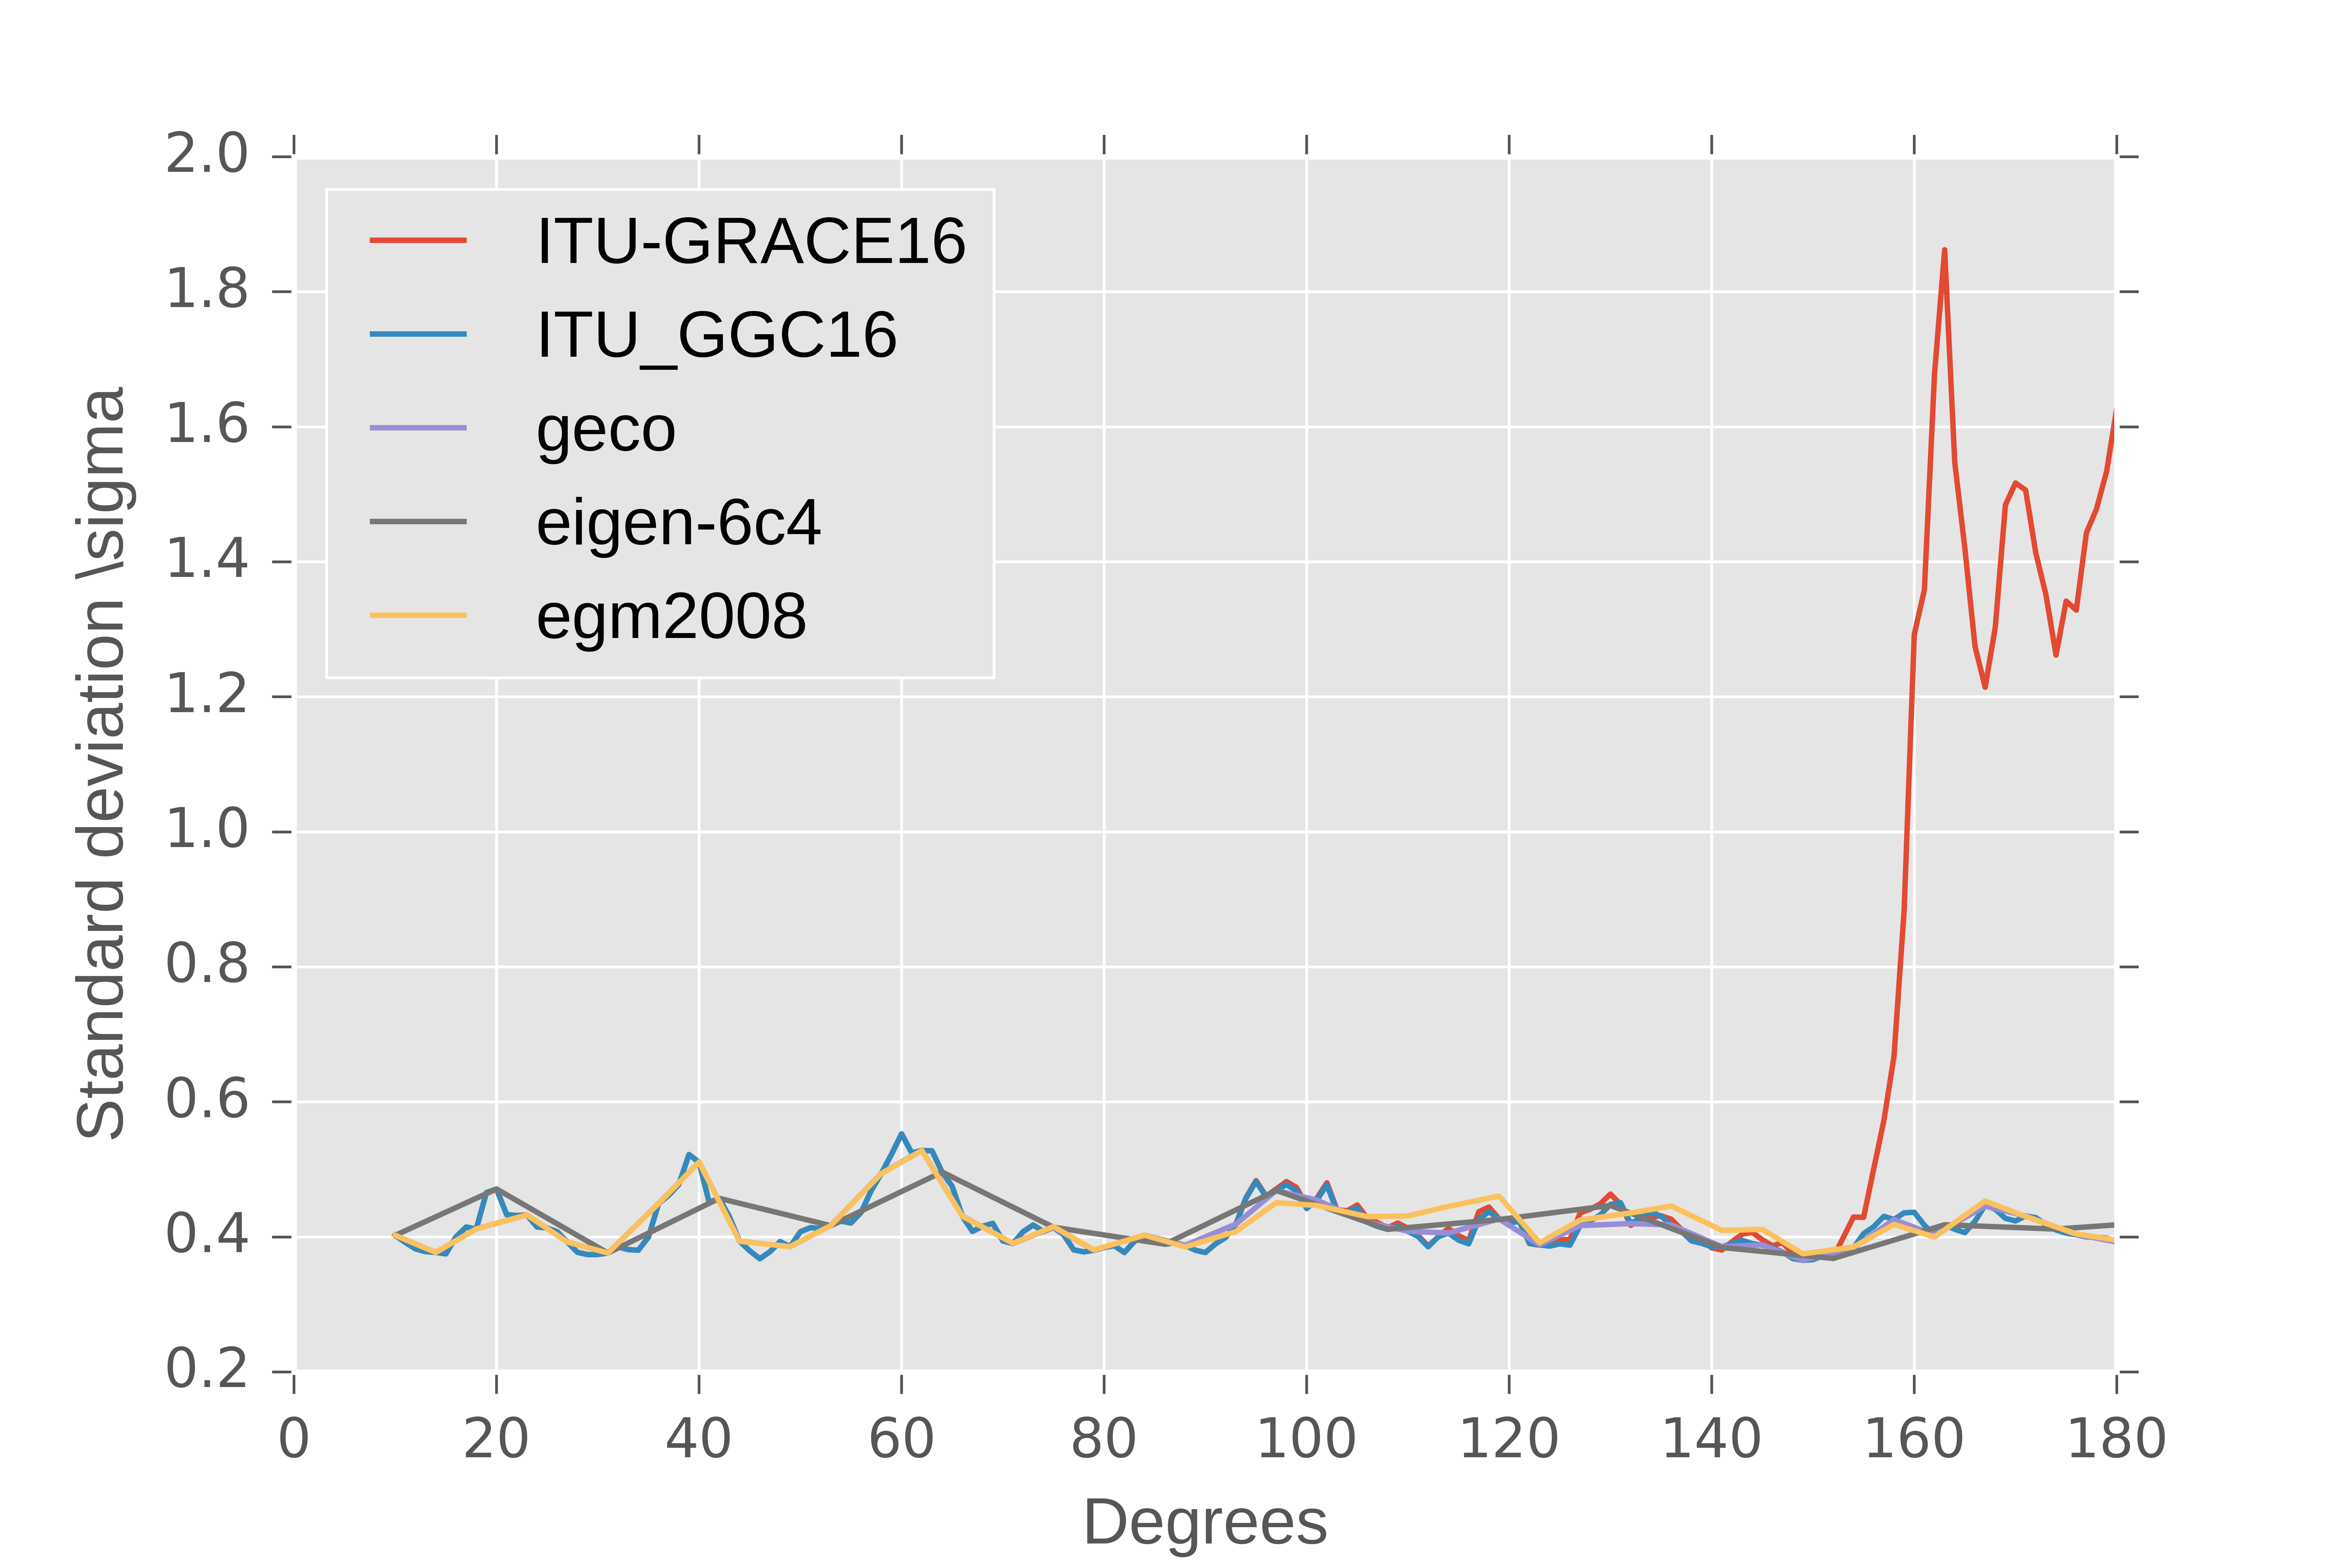 2.0
1.8
1.6
1.4
1.2
1.0
0.8
0.6
0.4
0.2
Standard deviation \sigma
ITU-GRACE16
ITU_GGC16
geco
eigen-6c4
egm2008
0 20 40 60 80 100 120 140 160 180
Degrees